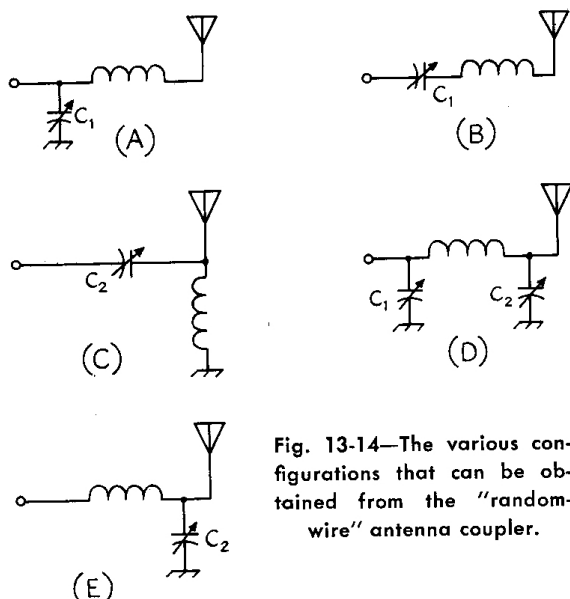 C1
(A)
C1
(B)
C2
(C)
C1
C2
(D)
C2
(E)
Fig. 13-14—The various con-
figurations that can be ob-
tained from the "random-
wire" antenna coupler.